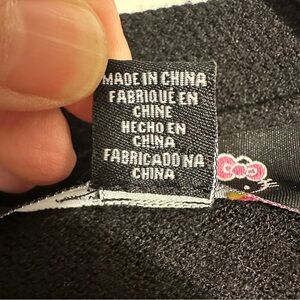 MADE IN CHINA
FABRIQUÉ EN
CHINE
HECHO EN
CHINA
FABRICADO NA
CHINA